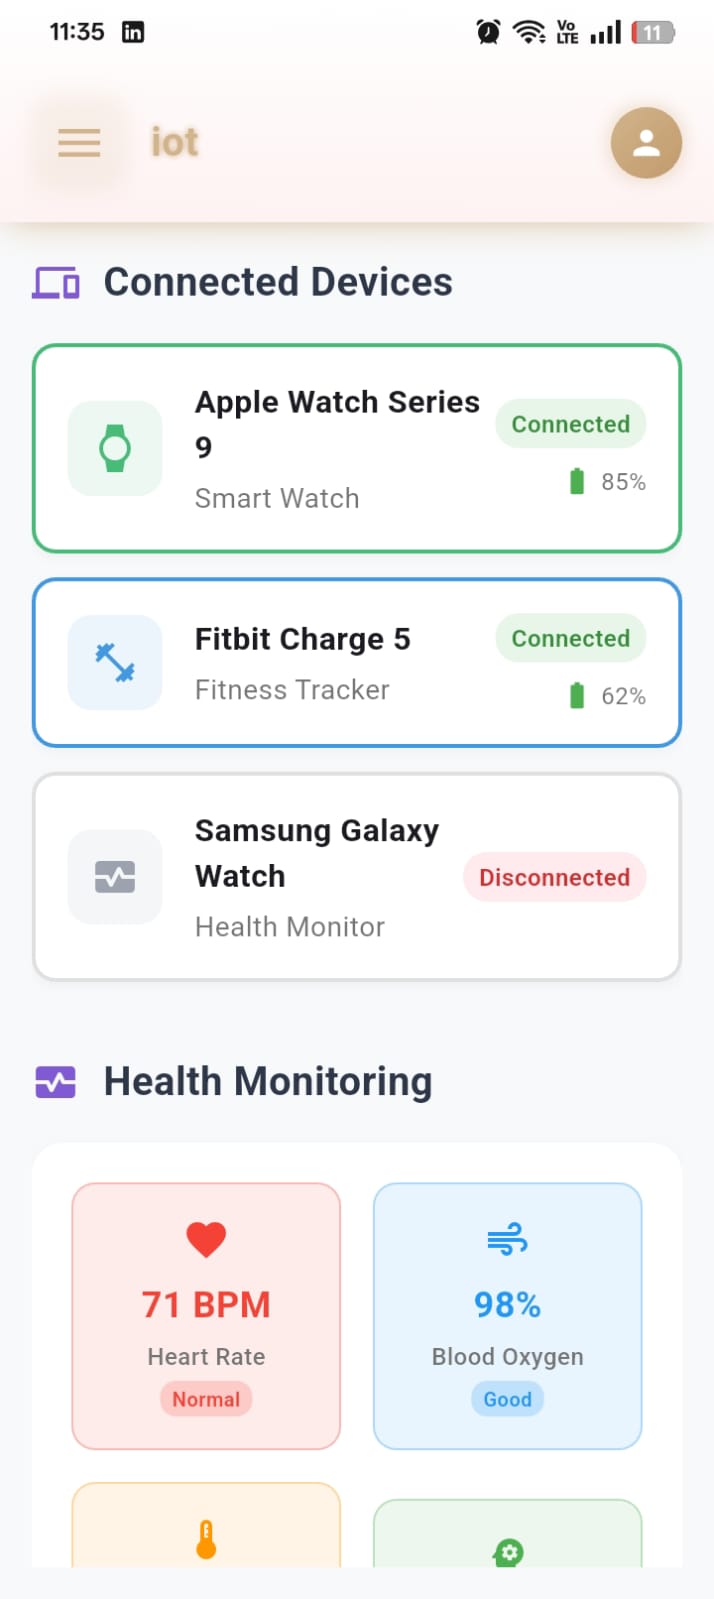 11:35
Vo LTE
11
iot
Connected Devices
Apple Watch Series
9
Smart Watch
Connected
85%
Fitbit Charge 5
Fitness Tracker
Connected
62%
Samsung Galaxy
Watch
Health Monitor
Disconnected
Health Monitoring
71 BPM
Heart Rate
Normal
98%
Blood Oxygen
Good